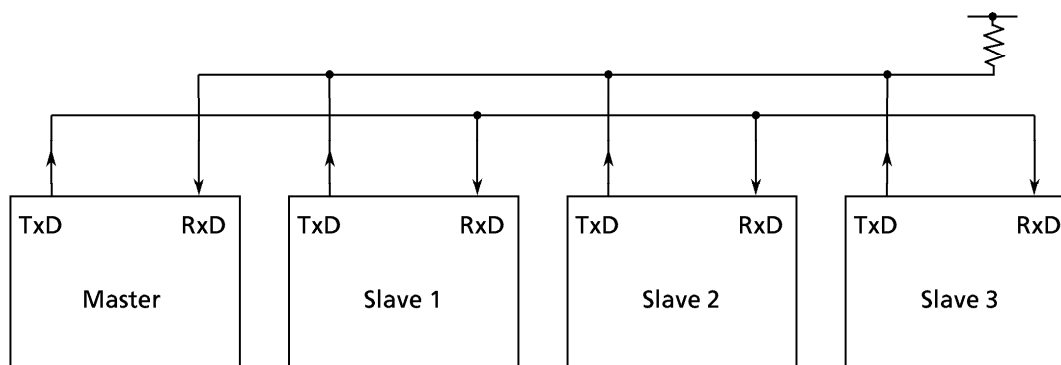 TxD RxD TxD RxD TxD RxD TxD RxD
Master Slave 1 Slave 2 Slave 3